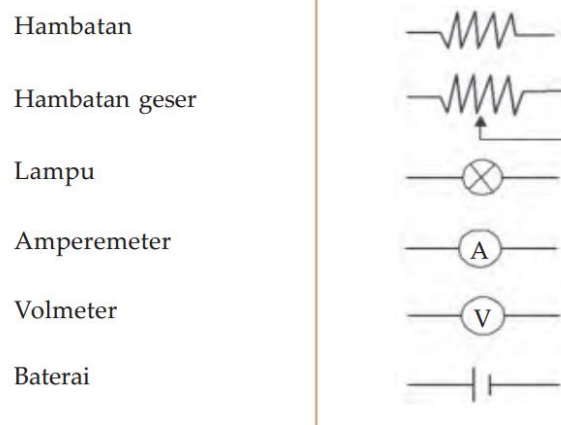 Hambatan
Hambatan geser
Lampu
Amperemeter
A
Volmeter
V
Baterai